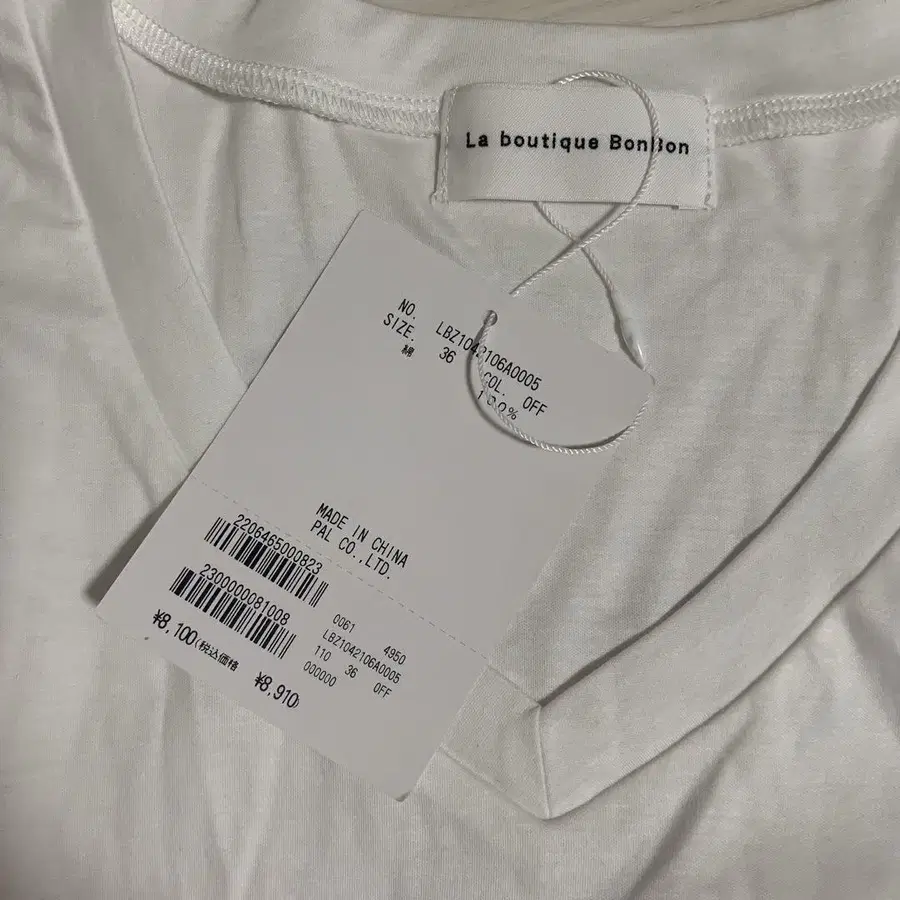 La boutique BonBon
NO. LBZ1042106A0005
SIZE. 36 COL. OFF
綿 100%
MADE IN CHINA
PAL CO.,LTD.
2206465000823
2300000081008
0061 4950
LBZ1042106A0005
110 36 OFF
000000
¥8,100(税込価格 ¥8,910)